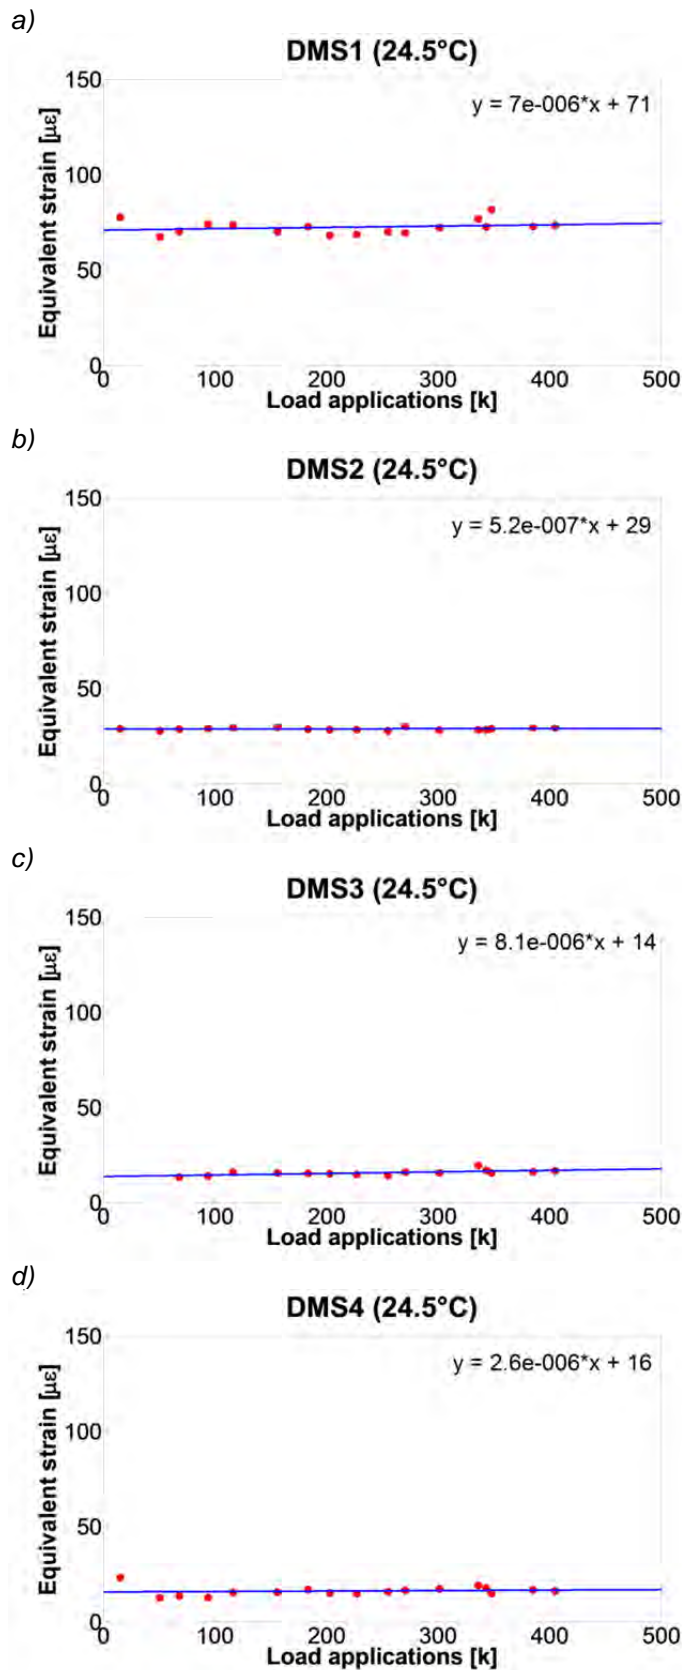 a)
DMS1 (24.5°C)
y = 7e-006*x + 71
Equivalent strain [με]
150
100
50
0
0 100 200 300 400 500
Load applications [k]
b)
DMS2 (24.5°C)
y = 5.2e-007*x + 29
Equivalent strain [με]
150
100
50
0
0 100 200 300 400 500
Load applications [k]
c)
DMS3 (24.5°C)
y = 8.1e-006*x + 14
Equivalent strain [με]
150
100
50
0
0 100 200 300 400 500
Load applications [k]
d)
DMS4 (24.5°C)
y = 2.6e-006*x + 16
Equivalent strain [με]
150
100
50
0
0 100 200 300 400 500
Load applications [k]